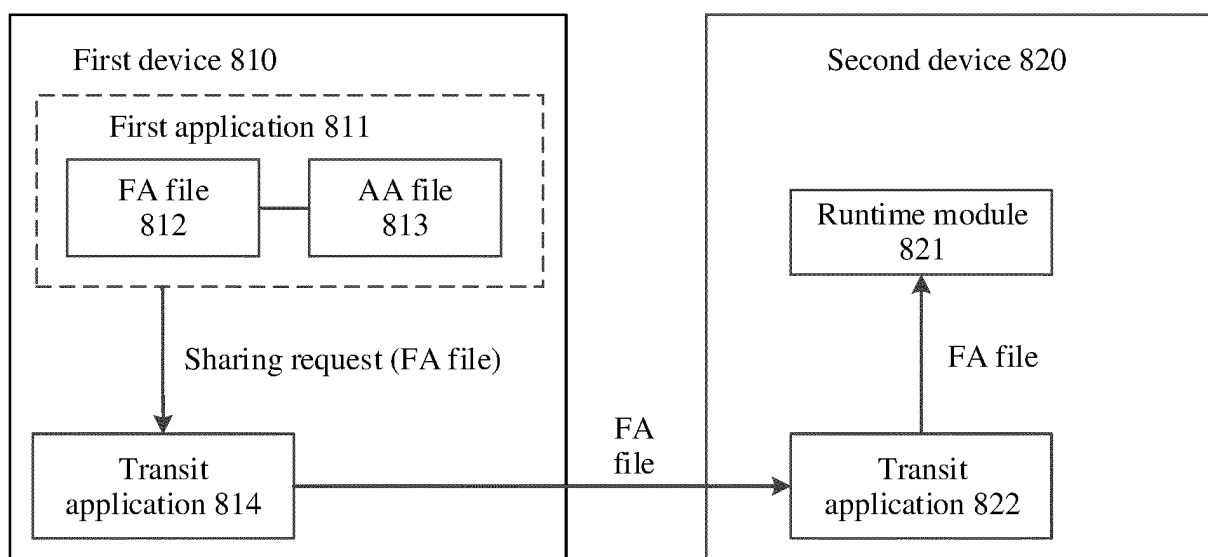 First device 810
First application 811
FA file
812
AA file
813
Sharing request (FA file)
Transit
application 814
FA
file
Second device 820
Runtime module
821
FA file
Transit
application 822